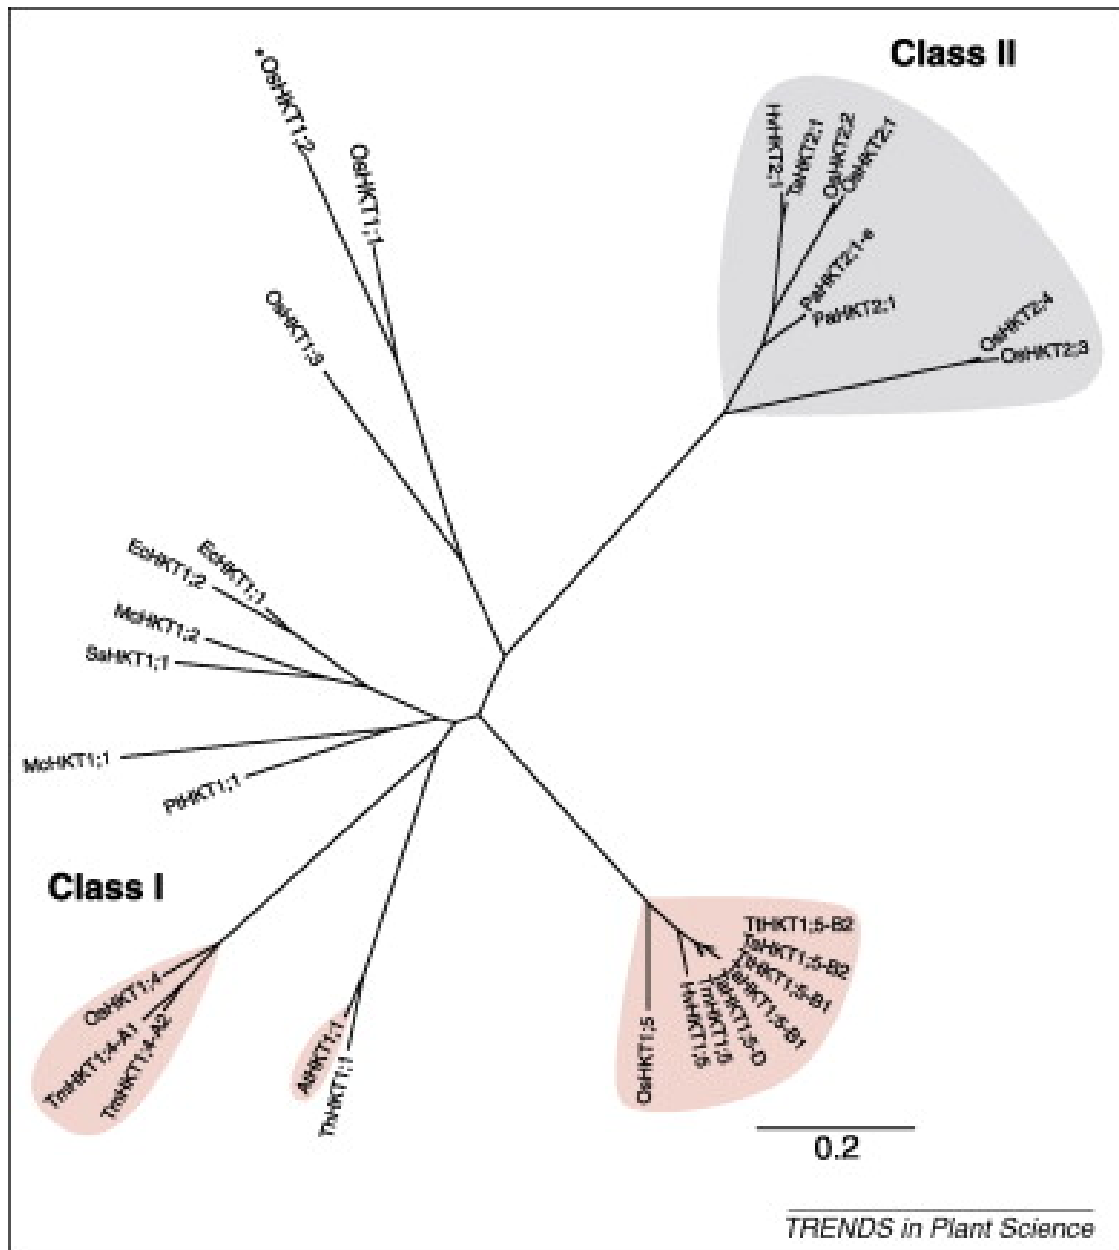 Class II
*OsHKT1;2
OsHKT1;1
OsHKT1;3
HvHKT2;1
TaHKT2;1
OsHKT2;2
OsHKT2;1
PaHKT2;1-e
PaHKT2;1
OsHKT2;4
OsHKT2;3
EcHKT1;2
EcHKT1;1
McHKT1;2
SsHKT1;1
McHKT1;1
PtHKT1;1
Class I
OsHKT1;4
TmHKT1;4-A1
TmHKT1;4-A2
AtHKT1;1
ThHKT1;1
OsHKT1;5
HvHKT1;5
TmHKT1;5
TaHKT1;5-D
TaHKT1;5-B1
TtHKT1;5-B1
TaHKT1;5-B2
TtHKT1;5-B2
0.2
TRENDS in Plant Science